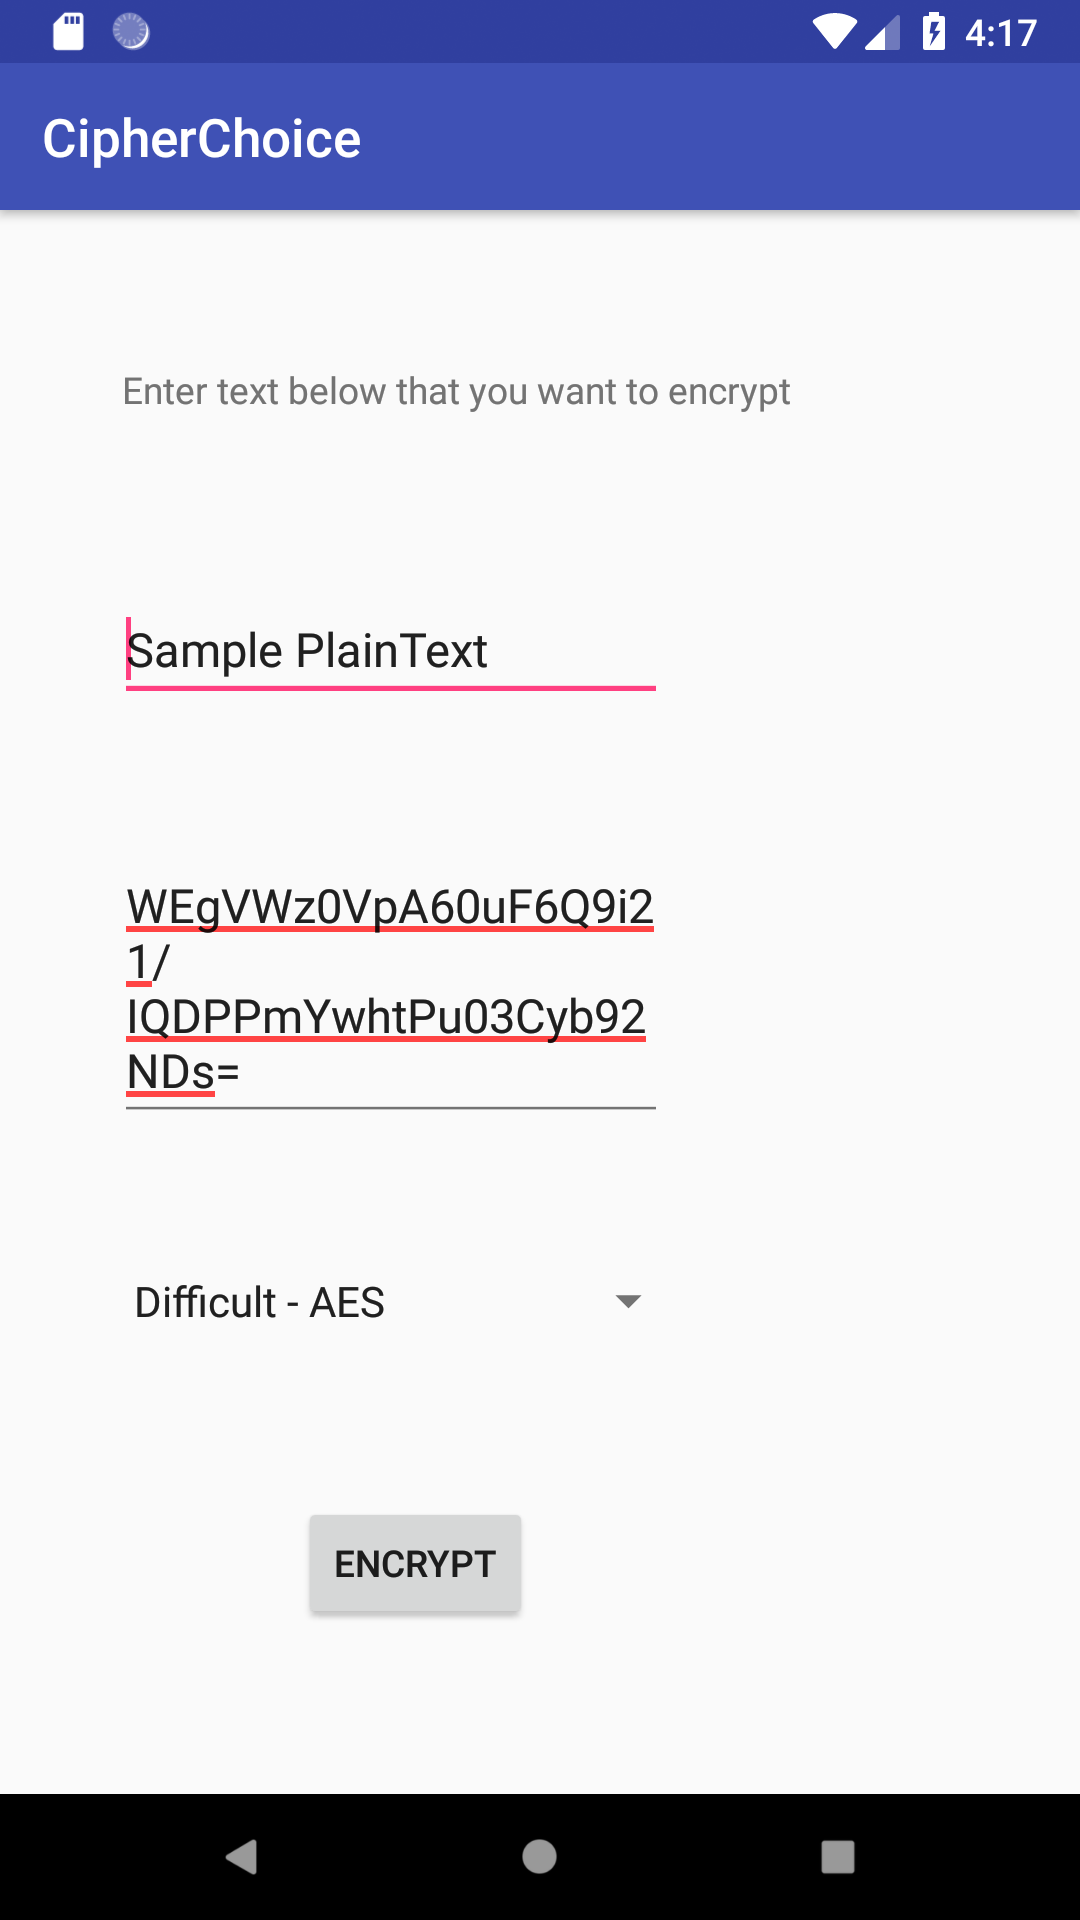 4:17
CipherChoice
Enter text below that you want to encrypt
Sample PlainText
WEgVWz0VpA60uF6Q9i2
1/
IQDPPmYwhtPu03Cyb92
NDs=
Difficult - AES
ENCRYPT